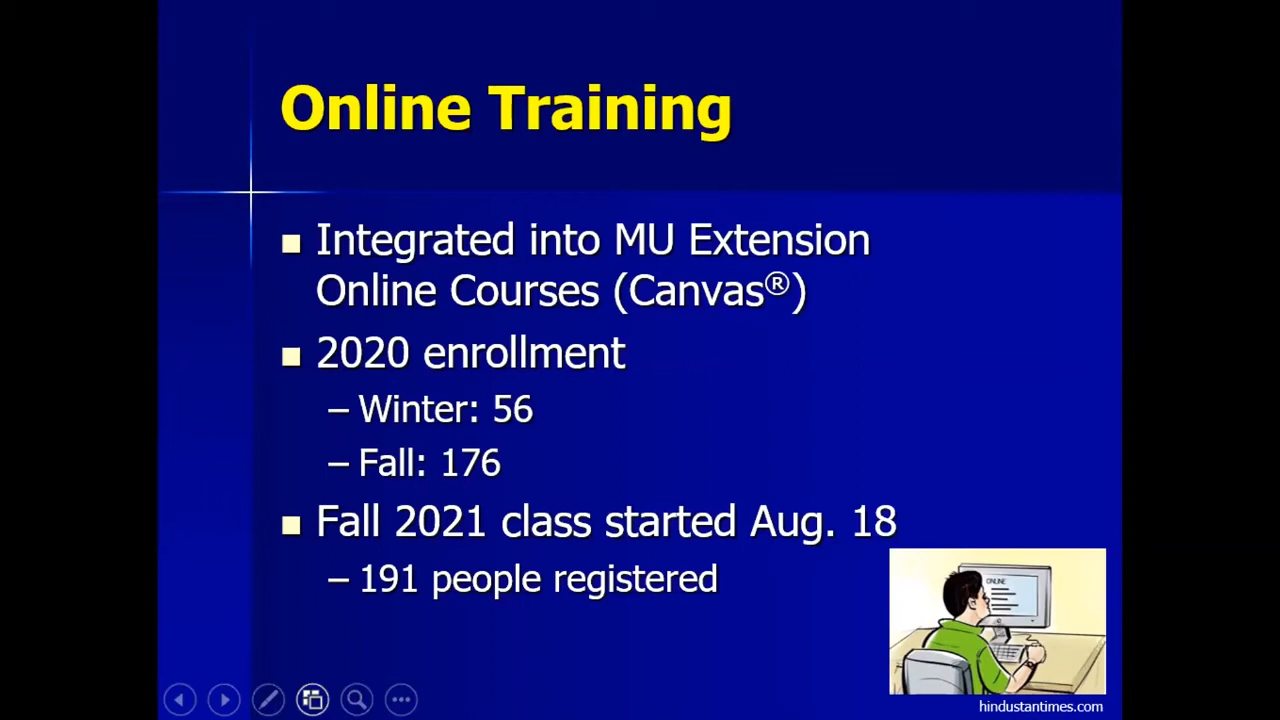 Online Training
■ Integrated into MU Extension
Online Courses (Canvas®)
■ 2020 enrollment
– Winter: 56
– Fall: 176
■ Fall 2021 class started Aug. 18
– 191 people registered
ONLINE
hindustantimes.com